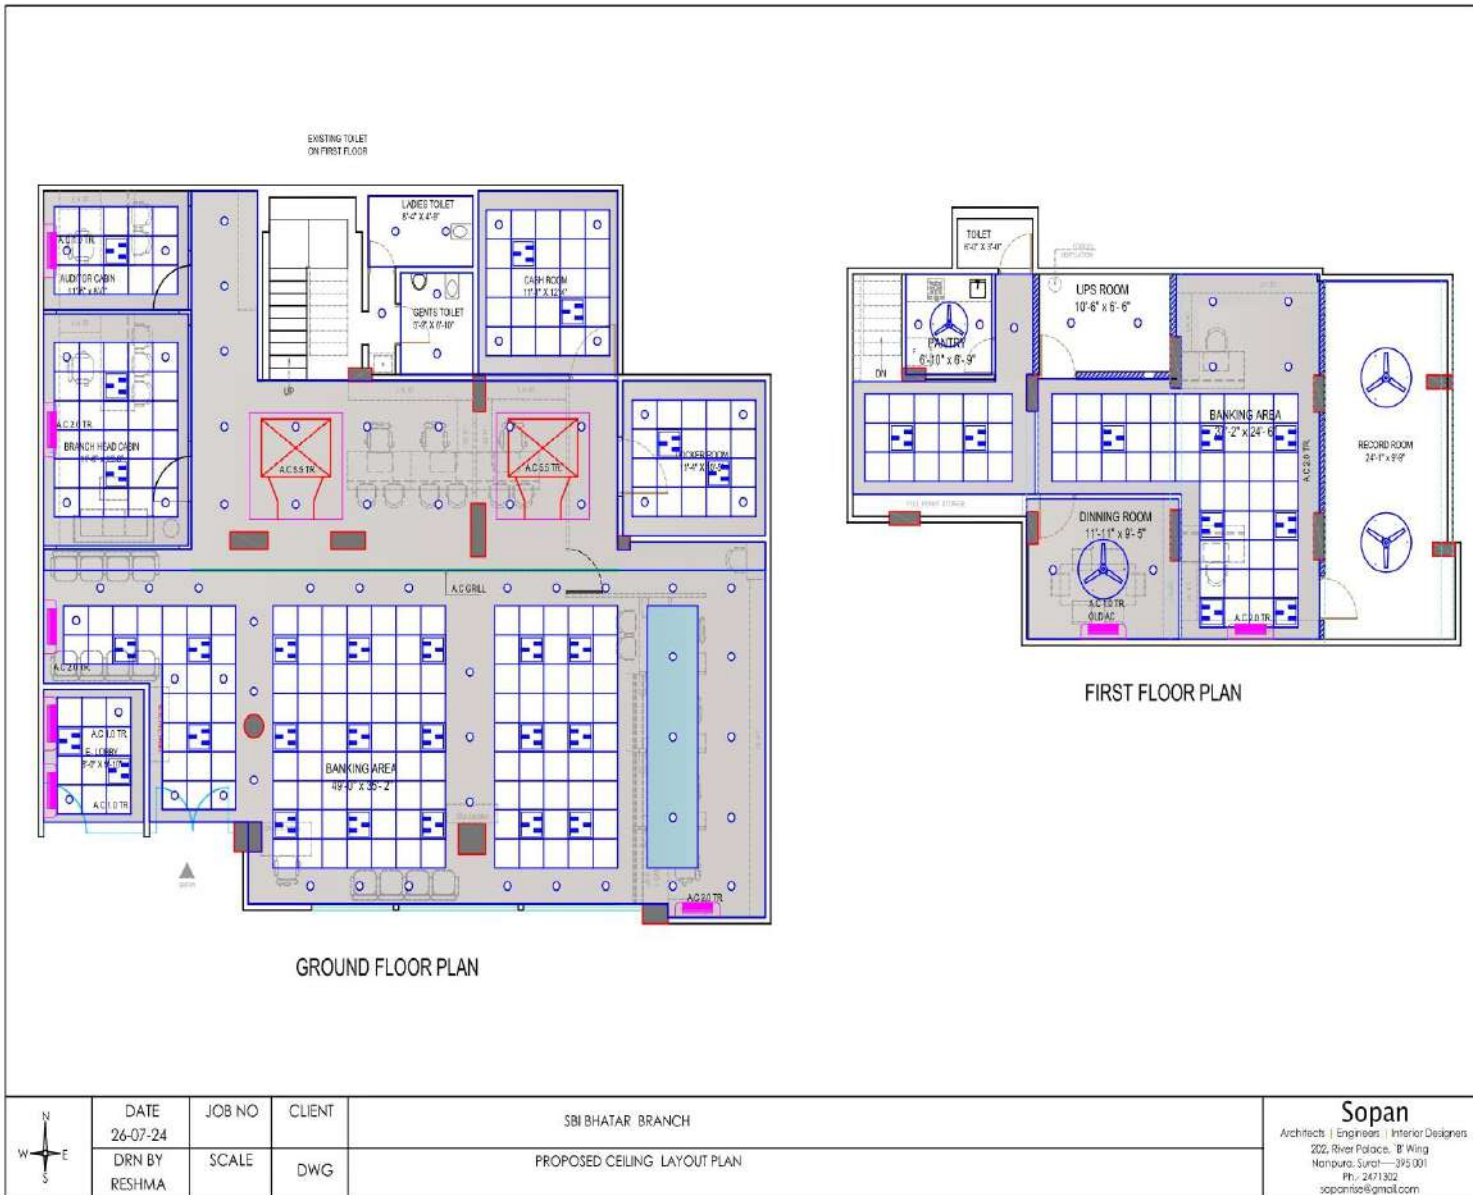 EXISTING TOILET
ON FIRST FLOOR
LADIES TOILET
GENTS TOILET
CASH ROOM
AUDITOR CABIN
UP
A.C 2.0 TR.
BRANCH HEAD CABIN
A.C 5.5 TR.
A.C 5.5 TR.
A.C GRILL
A.C 2.0 TR.
A.C 1.0 TR.
E. LOBBY
A.C 1.0 TR.
BANKING AREA
49'-0" X 35'- 2"
A.C 2.0 TR.
GROUND FLOOR PLAN
TOILET
UPS ROOM
10'-6" x 6'- 6"
PANTRY
6'-10" x 6'- 9"
DN
BANKING AREA
A.C 2.0 TR.
RECORD ROOM
24'-1" x 9'-8"
DINNING ROOM
11'-11" x 9'- 5"
A.C 1.0 TR.
OLD AC
A.C 2.0 TR.
FIRST FLOOR PLAN
N
W E
S
DATE
26-07-24
JOB NO
CLIENT
SBI BHATAR BRANCH
DRN BY
RESHMA
SCALE
DWG
PROPOSED CEILING LAYOUT PLAN
Sopan
Architects | Engineers | Interior Designers
202, River Palace, `B' Wing
Nanpura, Surat----395 001
Ph.- 2471302
sopanrise@gmail.com